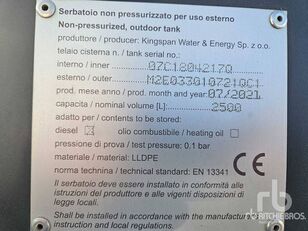 Serbatoio non pressurizzato per uso esterno
Non-pressurized, outdoor tank
produttore / producer: Kingspan Water & Energy Sp. z o.o.
telaio cisterna n. / tank serial no.:
interno / inner 07C1804217Q
esterno / outer M2E0330107210C1
prod. mese anno / prod. month and year 07/2021
capacita / nominal volume [L] 2500
adatto per / contents to be stored:
diesel olio combustibile / heating oil
pressione di prova / test pressure: 0,1 bar
materiale / material: LLDPE
norma technina / technical standard: EN 13341
CE
Il serbatoio deve essere installato in conformità alle
istruzioni del produttore e alle vigenti disposizioni di
legge locali.
Shall be installed in accordance with the manufacturer
instruction and local regulations.
rb
RITCHIE BROS.